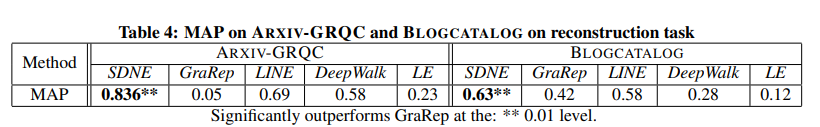 Table 4: MAP on ARXIV-GRQC and BLOGCATALOG on reconstruction task
Method ARXIV-GRQC BLOGCATALOG
SDNE GraRep LINE DeepWalk LE SDNE GraRep LINE DeepWalk LE
MAP 0.836** 0.05 0.69 0.58 0.23 0.63** 0.42 0.58 0.28 0.12
Significantly outperforms GraRep at the: ** 0.01 level.